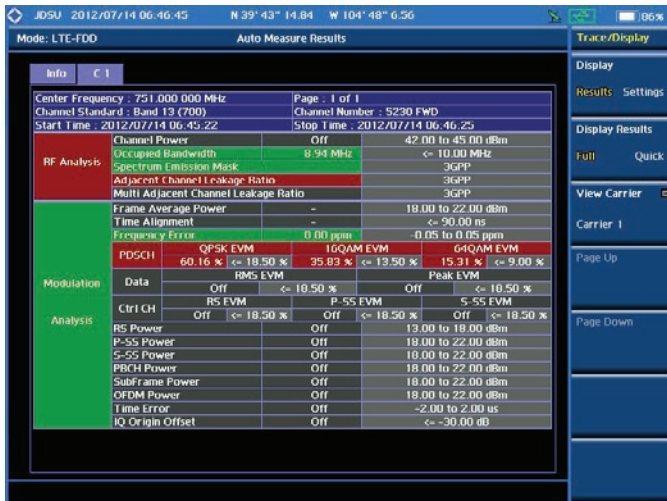 JDSU 2012/07/14 06:46:45 N 39° 43" 14.84 W 104° 48" 6.56 86%
Mode: LTE-FDD Auto Measure Results Trace/Display
Info C 1
Center Frequency : 751.000 000 MHz Page : 1 of 1
Channel Standard : Band 13 (700) Channel Number : 5230 FWD
Start Time : 2012/07/14 06:45:22 Stop Time : 2012/07/14 06:46:25
RF Analysis
Channel Power Off 42.00 to 45.00 dBm
Occupied Bandwidth 8.94 MHz <= 10.00 MHz
Spectrum Emission Mask 3GPP
Adjacent Channel Leakage Ratio 3GPP
Multi Adjacent Channel Leakage Ratio 3GPP
Modulation Analysis
Frame Average Power - 18.00 to 22.00 dBm
Time Alignment - <= 90.00 ns
Frequency Error 0.00 ppm -0.05 to 0.05 ppm
PDSCH QPSK EVM 16QAM EVM 64QAM EVM
60.16 % <= 18.50 % 35.83 % <= 13.50 % 15.31 % <= 9.00 %
Data RMS EVM Peak EVM
Off <= 18.50 % Off <= 18.50 %
Ctrl CH RS EVM P-SS EVM S-SS EVM
Off <= 18.50 % Off <= 18.50 % Off <= 18.50 %
RS Power Off 13.00 to 18.00 dBm
P-SS Power Off 18.00 to 22.00 dBm
S-SS Power Off 18.00 to 22.00 dBm
PBCH Power Off 18.00 to 22.00 dBm
SubFrame Power Off 18.00 to 22.00 dBm
OFDM Power Off 18.00 to 22.00 dBm
Time Error Off -2.00 to 2.00 us
IQ Origin Offset Off <= -30.00 dB
Display
Results Settings
Display Results
Full Quick
View Carrier
Carrier 1
Page Up
Page Down